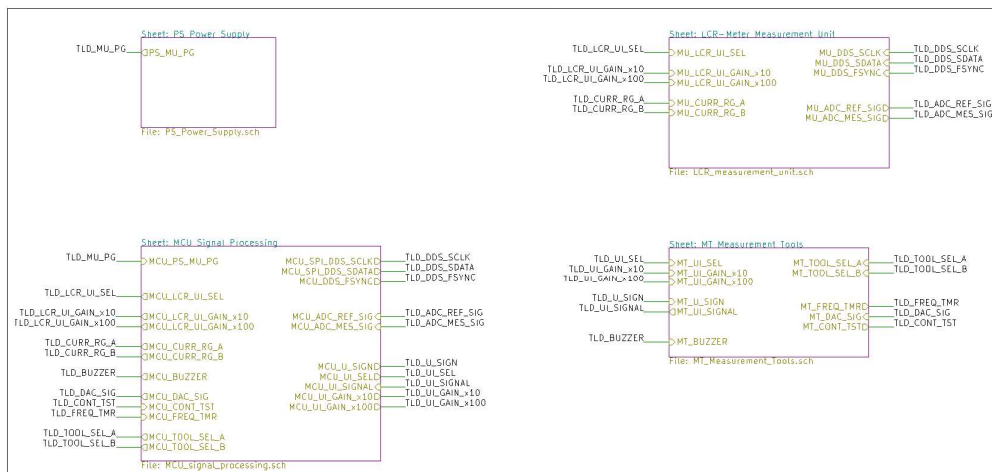 Sheet: PS Power Supply
TLD_MU_PG
PS_MU_PG
File: PS_Power_Supply.sch
Sheet: LCR-Meter Measurement Unit
TLD_LCR_UI_SEL
MU_LCR_UI_SEL
MU_DDS_SCLK
TLD_DDS_SCLK
MU_DDS_SDATA
TLD_DDS_SDATA
TLD_LCR_UI_GAIN_x10
MU_LCR_UI_GAIN_x10
MU_DDS_FSYNC
TLD_DDS_FSYNC
TLD_LCR_UI_GAIN_x100
MU_LCR_UI_GAIN_x100
TLD_CURR_RG_A
MU_CURR_RG_A
MU_ADC_REF_SIG
TLD_ADC_REF_SIG
TLD_CURR_RG_B
MU_CURR_RG_B
MU_ADC_MES_SIG
TLD_ADC_MES_SIG
File: LCR_measurement_unit.sch
Sheet: MCU Signal Processing
TLD_MU_PG
MCU_PS_MU_PG
MCU_SPI_DDS_SCLK
TLD_DDS_SCLK
MCU_SPI_DDS_SDATA
TLD_DDS_SDATA
MCU_DDS_FSYNC
TLD_DDS_FSYNC
TLD_LCR_UI_SEL
MCU_LCR_UI_SEL
TLD_LCR_UI_GAIN_x10
MCU_LCR_UI_GAIN_x10
MCU_ADC_REF_SIG
TLD_ADC_REF_SIG
TLD_LCR_UI_GAIN_x100
MCU_LCR_UI_GAIN_x100
MCU_ADC_MES_SIG
TLD_ADC_MES_SIG
TLD_CURR_RG_A
MCU_CURR_RG_A
TLD_CURR_RG_B
MCU_CURR_RG_B
MCU_U_SIGN
TLD_U_SIGN
TLD_BUZZER
MCU_BUZZER
MCU_UI_SEL
TLD_UI_SEL
MCU_UI_SIGNAL
TLD_UI_SIGNAL
TLD_DAC_SIG
MCU_DAC_SIG
MCU_UI_GAIN_x10
TLD_UI_GAIN_x10
TLD_CONT_TST
MCU_CONT_TST
MCU_UI_GAIN_x100
TLD_UI_GAIN_x100
TLD_FREQ_TMR
MCU_FREQ_TMR
TLD_TOOL_SEL_A
MCU_TOOL_SEL_A
TLD_TOOL_SEL_B
MCU_TOOL_SEL_B
File: MCU_signal_processing.sch
Sheet: MT Measurement Tools
TLD_UI_SEL
MT_UI_SEL
MT_TOOL_SEL_A
TLD_TOOL_SEL_A
TLD_UI_GAIN_x10
MT_UI_GAIN_x10
MT_TOOL_SEL_B
TLD_TOOL_SEL_B
TLD_UI_GAIN_x100
MT_UI_GAIN_x100
TLD_U_SIGN
MT_U_SIGN
MT_FREQ_TMR
TLD_FREQ_TMR
TLD_UI_SIGNAL
MT_UI_SIGNAL
MT_DAC_SIG
TLD_DAC_SIG
MT_CONT_TST
TLD_CONT_TST
TLD_BUZZER
MT_BUZZER
File: MT_Measurement_Tools.sch